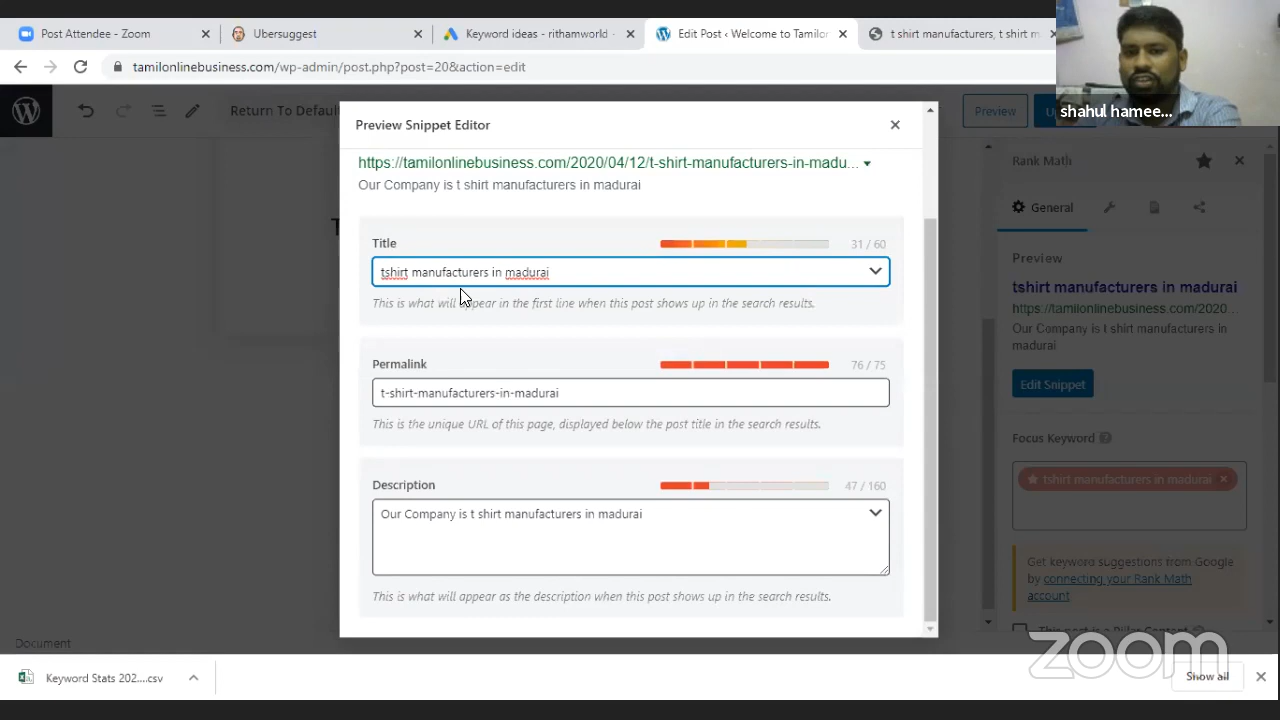 Post Attendee - Zoom
Ubersuggest
Keyword ideas - rithamworld -
Edit Post ‹ Welcome to Tamilor
t shirt manufacturers, t shirt m
tamilonlinebusiness.com/wp-admin/post.php?post=20&action=edit
shahul hamee...
Return To Default
Preview
Preview Snippet Editor
Rank Math
https://tamilonlinebusiness.com/2020/04/12/t-shirt-manufacturers-in-madu...
Our Company is t shirt manufacturers in madurai
General
Title
31 / 60
tshirt manufacturers in madurai
This is what will appear in the first line when this post shows up in the search results.
Preview
tshirt manufacturers in madurai
https://tamilonlinebusiness.com/2020...
Our Company is t shirt manufacturers in
madurai
Edit Snippet
Permalink
76 / 75
t-shirt-manufacturers-in-madurai
This is the unique URL of this page, displayed below the post title in the search results.
Focus Keyword
tshirt manufacturers in madurai
Description
47 / 160
Our Company is t shirt manufacturers in madurai
This is what will appear as the description when this post shows up in the search results.
Get keyword suggestions from Google
by connecting your Rank Math
account
This post is a Pillar Content
Document
zoom
Keyword Stats 202....csv
Show all